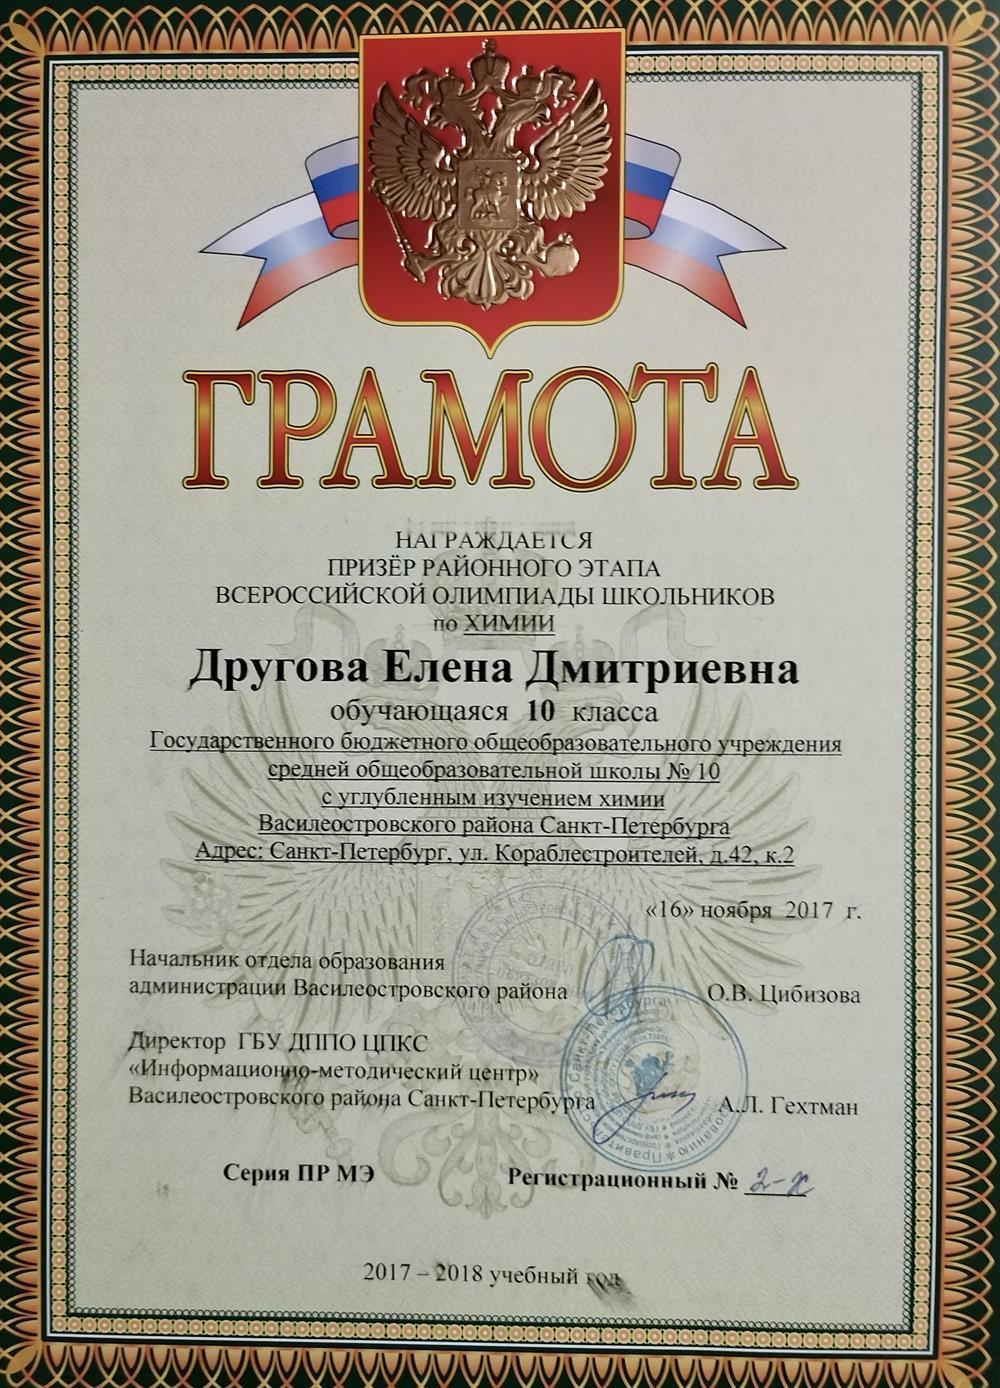 ГРАМОТА
НАГРАЖДАЕТСЯ
ПРИЗЁР РАЙОННОГО ЭТАПА
ВСЕРОССИЙСКОЙ ОЛИМПИАДЫ ШКОЛЬНИКОВ
по ХИМИИ
Другова Елена Дмитриевна
обучающаяся 10 класса
Государственного бюджетного общеобразовательного учреждения
средней общеобразовательной школы № 10
с углубленным изучением химии
Василеостровского района Санкт-Петербурга
Адрес: Санкт-Петербург, ул. Кораблестроителей, д.42, к.2
«16» ноября 2017 г.
Начальник отдела образования
администрации Василеостровского района О.В. Цибизова
Директор ГБУ ДППО ЦПКС
«Информационно-методический центр»
Василеостровского района Санкт-Петербурга А.Л. Гехтман
Серия ПР МЭ Регистрационный № 2-х
2017 – 2018 учебный год